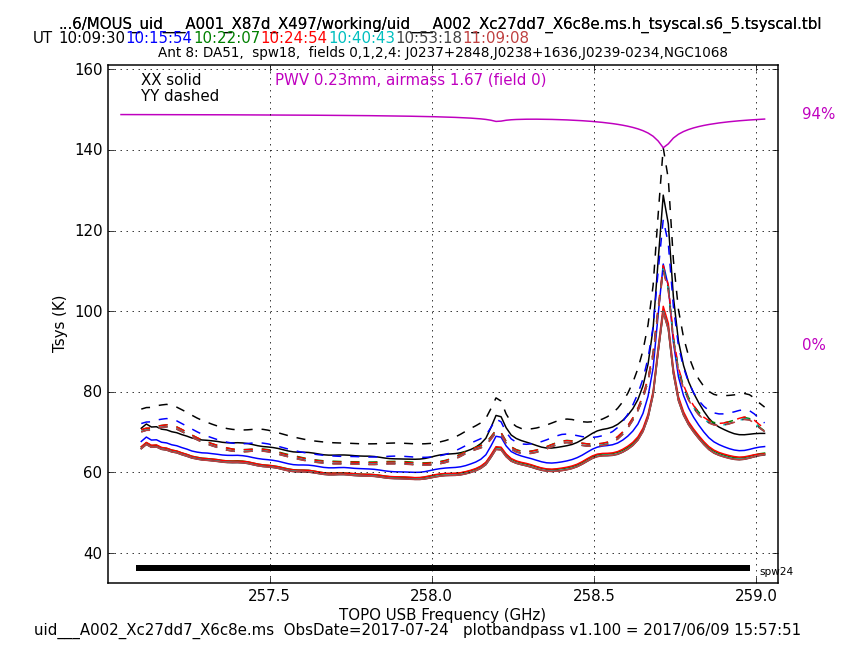 ...6/MOUS_uid___A001_X87d_X497/working/uid___A002_Xc27dd7_X6c8e.ms.h_tsyscal.s6_5.tsyscal.tbl
UT 10:09:30 10:15:54 10:22:07 10:24:54 10:40:43 10:53:18 11:09:08
Ant 8: DA51, spw18, fields 0,1,2,4: J0237+2848,J0238+1636,J0239-0234,NGC1068
XX solid
YY dashed
PWV 0.23mm, airmass 1.67 (field 0)
160
140
120
100
80
60
40
94%
0%
Tsys (K)
spw24
257.5 258.0 258.5 259.0
TOPO USB Frequency (GHz)
uid___A002_Xc27dd7_X6c8e.ms ObsDate=2017-07-24 plotbandpass v1.100 = 2017/06/09 15:57:51